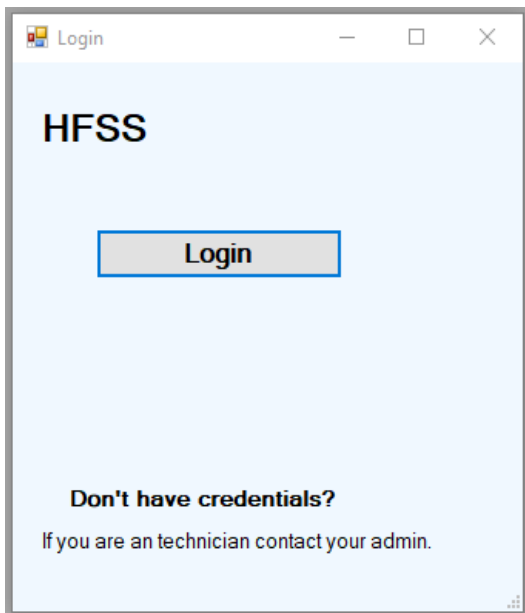 Login
HFSS
Login
Don't have credentials?
If you are an technician contact your admin.